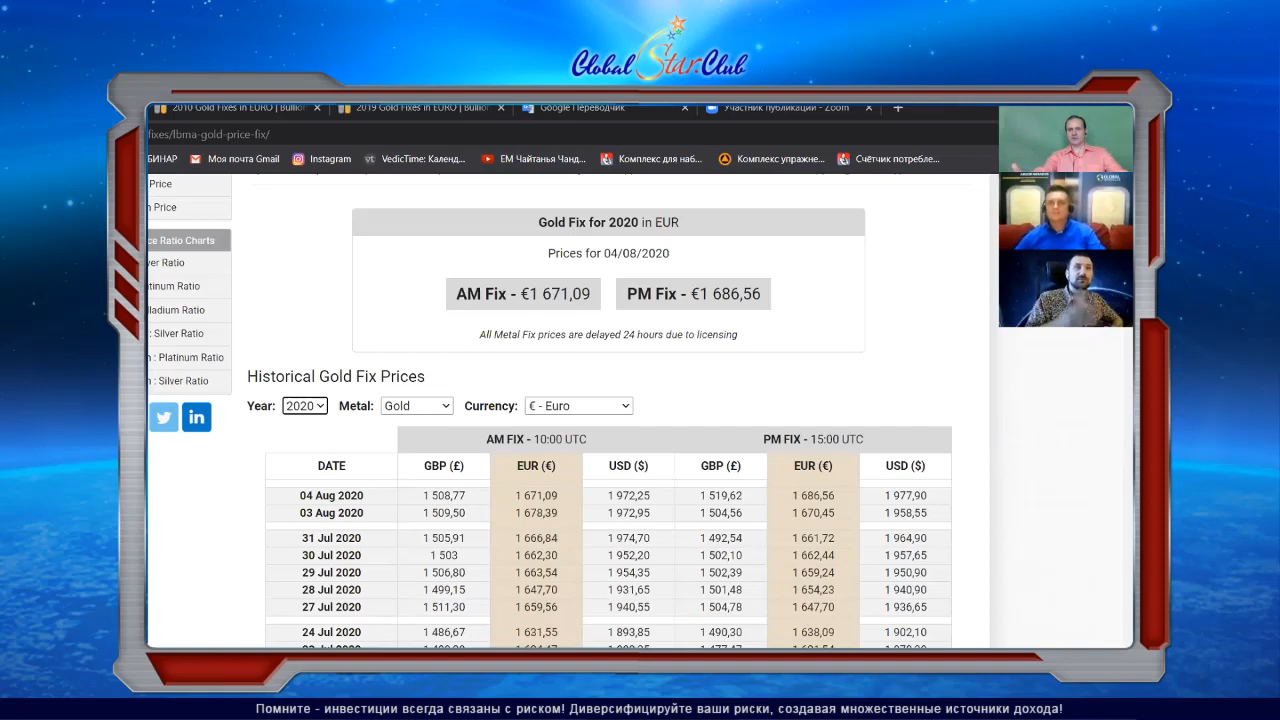 Global Star.Club
2010 Gold Fixes in EURO | Bullion × 2019 Gold Fixes in EURO | Bullion × Google Переводчик × Участник публикации - Zoom × +
fixes/lbma-gold-price-fix/
БИНАР Моя почта Gmail Instagram VedicTime: Календ... ЕМ Чайтанья Чанд... Комплекс для наб... Комплекс упражне... Счётчик потребле...
Price
n Price
ce Ratio Charts
ver Ratio
atinum Ratio
lladium Ratio
: Silver Ratio
n : Platinum Ratio
n : Silver Ratio
Gold Fix for 2020 in EUR
Prices for 04/08/2020
AM Fix - €1 671,09 PM Fix - €1 686,56
All Metal Fix prices are delayed 24 hours due to licensing
Historical Gold Fix Prices
Year: 2020 Metal: Gold Currency: € - Euro
AM FIX - 10:00 UTC PM FIX - 15:00 UTC
DATE GBP (£) EUR (€) USD ($) GBP (£) EUR (€) USD ($)
04 Aug 2020 1 508,77 1 671,09 1 972,25 1 519,62 1 686,56 1 977,90
03 Aug 2020 1 509,50 1 678,39 1 972,95 1 504,56 1 670,45 1 958,55
31 Jul 2020 1 505,91 1 666,84 1 974,70 1 492,54 1 661,72 1 964,90
30 Jul 2020 1 503 1 662,30 1 952,20 1 502,10 1 662,44 1 957,65
29 Jul 2020 1 506,80 1 663,54 1 954,35 1 502,39 1 659,24 1 950,90
28 Jul 2020 1 499,15 1 647,70 1 931,65 1 501,48 1 654,23 1 940,90
27 Jul 2020 1 511,30 1 659,56 1 940,55 1 504,78 1 647,70 1 936,65
24 Jul 2020 1 486,67 1 631,55 1 893,85 1 490,30 1 638,09 1 902,10
Помните - инвестиции всегда связаны с риском! Диверсифицируйте ваши риски, создавая множественные источники дохода!